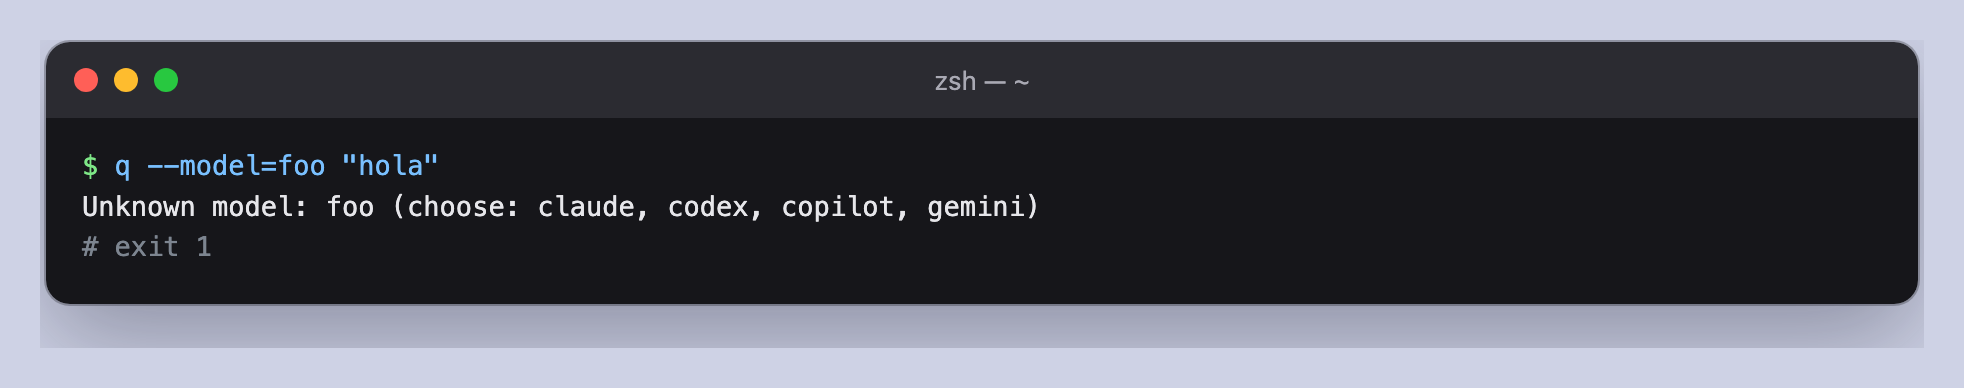 zsh — ~
$ q --model=foo "hola"
Unknown model: foo (choose: claude, codex, copilot, gemini)
# exit 1